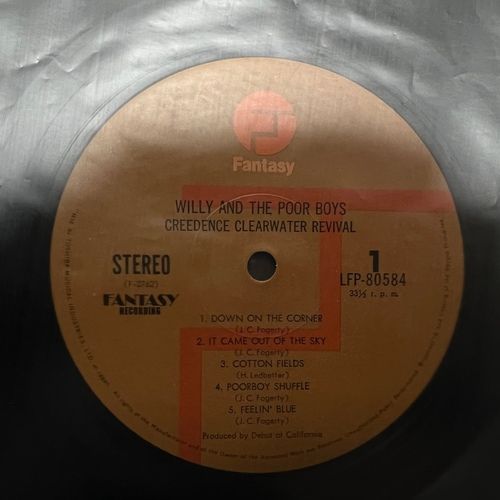 Fantasy
WILLY AND THE POOR BOYS
CREEDENCE CLEARWATER REVIVAL
STEREO
1
LFP-80584
33⅓ r. p. m.
FANTASY
RECORDING
1. DOWN ON THE CORNER
(J. C. Fogerty)
2. IT CAME OUT OF THE SKY
(J. C. Fogerty)
3. COTTON FIELDS
(H. Ledbetter)
4. POORBOY SHUFFLE
(J. C. Fogerty)
5. FEELIN' BLUE
(J. C. Fogerty)
Produced by Debut of California